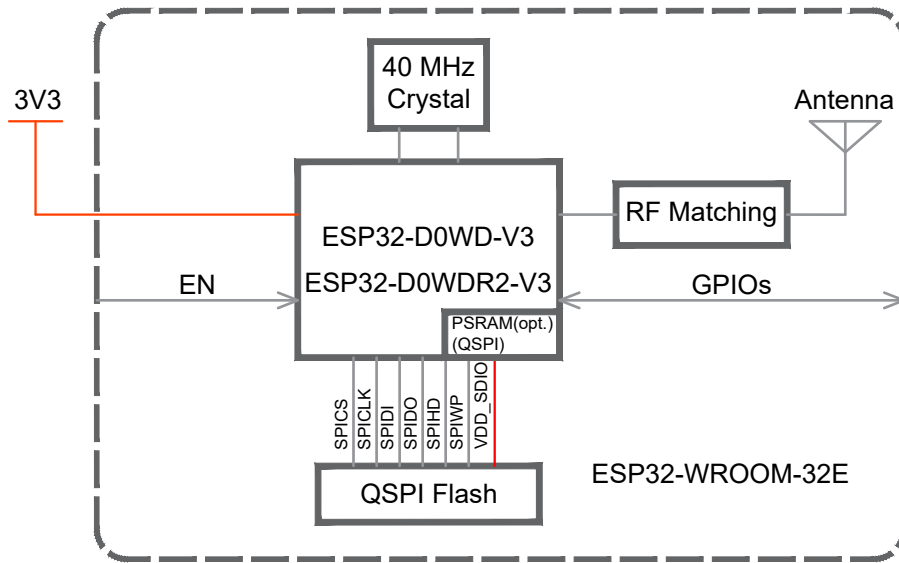 40 MHz
Crystal
3V3
Antenna
RF Matching
ESP32-D0WD-V3
ESP32-D0WDR2-V3
EN
GPIOs
PSRAM(opt.)
(QSPI)
SPICS
SPICLK
SPIDI
SPIDO
SPIHD
SPIWP
VDD_SDIO
QSPI Flash
ESP32-WROOM-32E